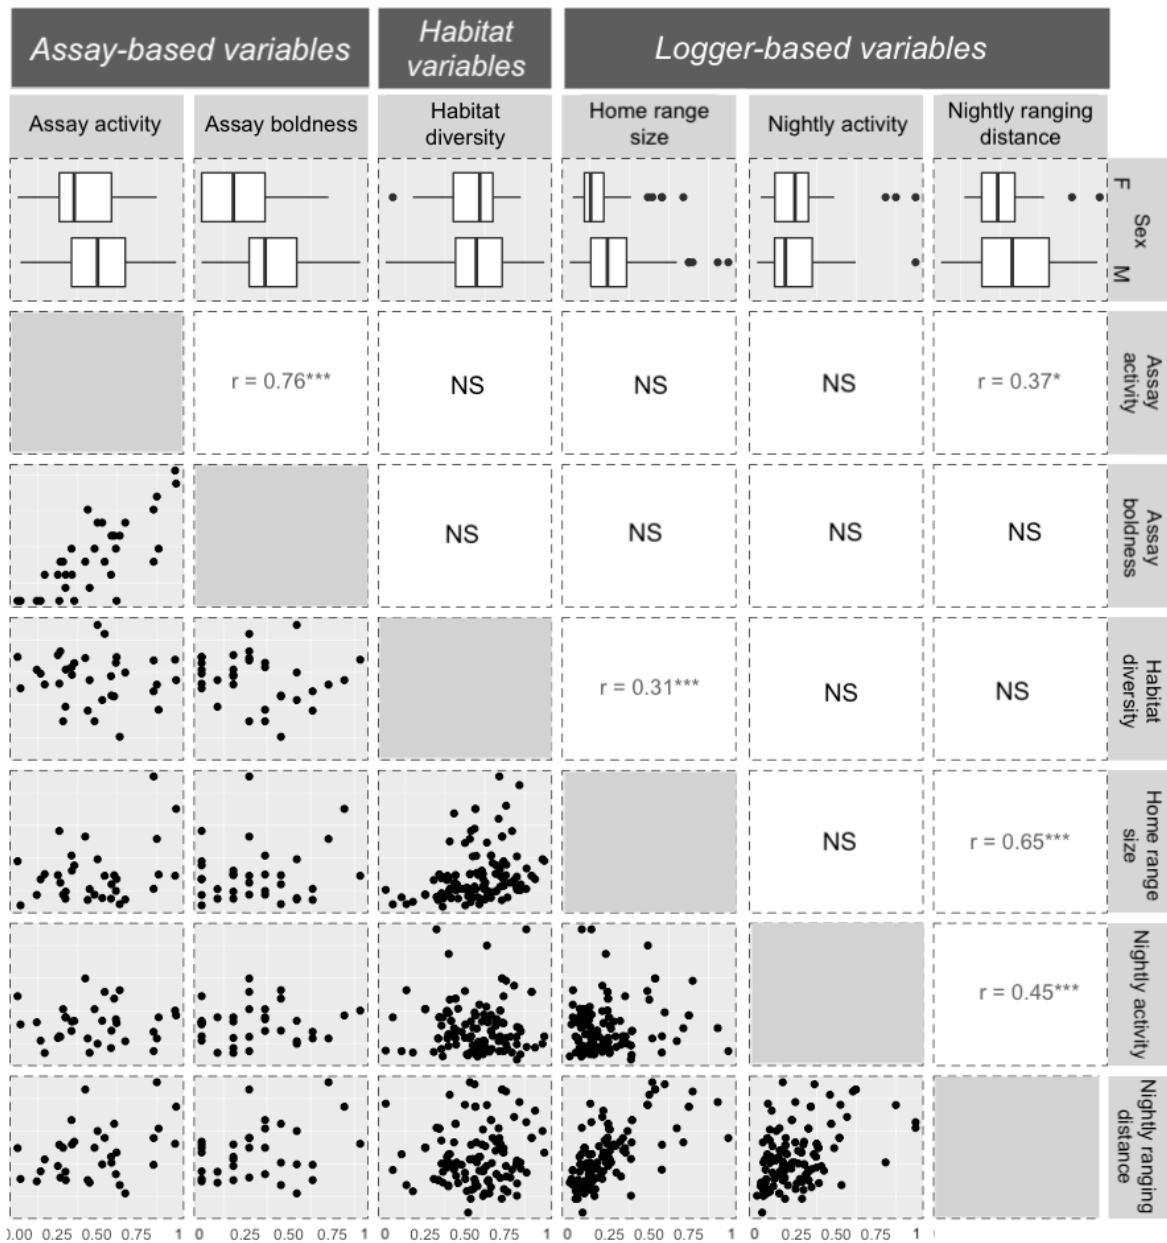 Assay-based variables
Habitat
variables
Logger-based variables
Assay activity
Assay boldness
Habitat
diversity
Home range
size
Nightly activity
Nightly ranging
distance
F
Sex
M
r = 0.76***
NS
NS
NS
r = 0.37*
Assay
activity
NS
NS
NS
NS
Assay
boldness
r = 0.31***
NS
NS
Habitat
diversity
NS
r = 0.65***
Home range
size
r = 0.45***
Nightly activity
Nightly ranging
distance
0.00 0.25 0.50 0.75 1 0 0.25 0.50 0.75 1 0 0.25 0.50 0.75 1 0 0.25 0.50 0.75 1 0 0.25 0.50 0.75 1